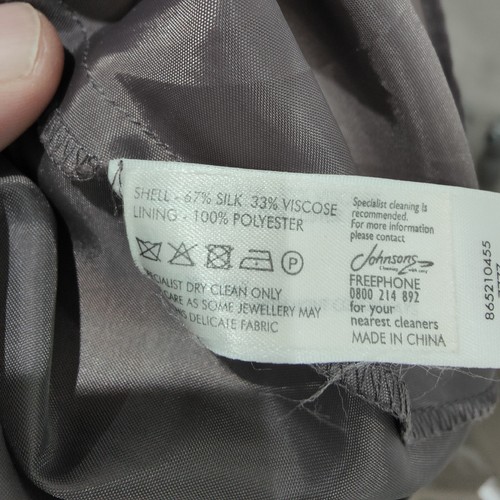 SHELL - 67% SILK 33% VISCOSE
LINING - 100% POLYESTER
P
SPECIALIST DRY CLEAN ONLY
CARE AS SOME JEWELLERY MAY
THIS DELICATE FABRIC
Specialist cleaning is
recommended.
For more information
please contact
Johnsons
FREEPHONE
0800 214 892
for your
nearest cleaners
MADE IN CHINA
865210455